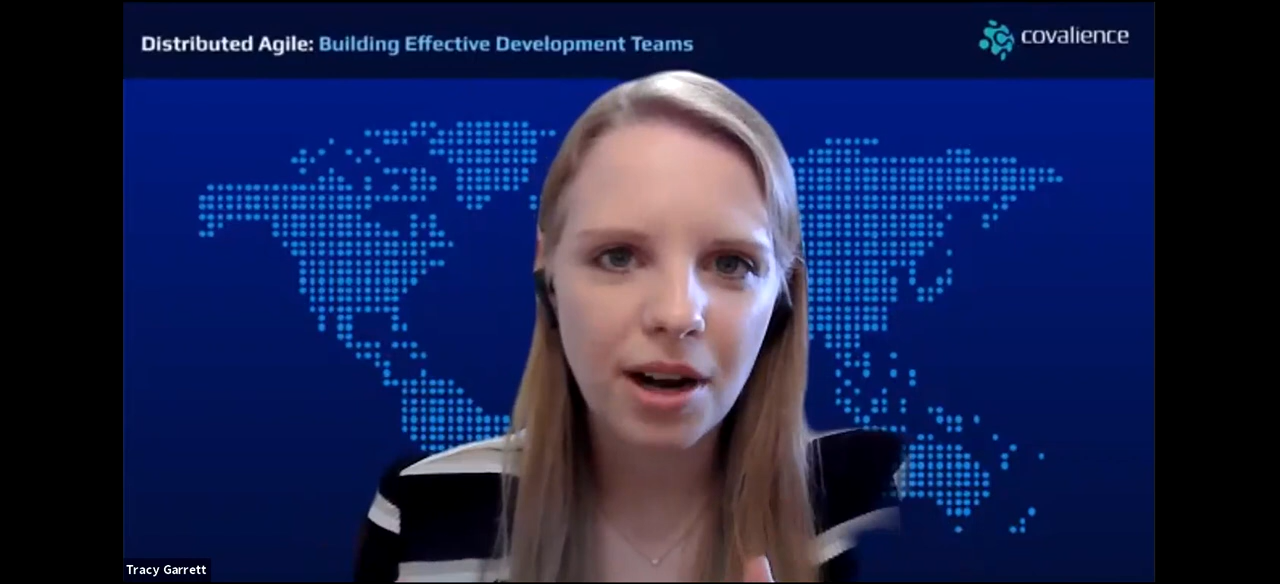 Distributed Agile: Building Effective Development Teams
covalience
Tracy Garrett